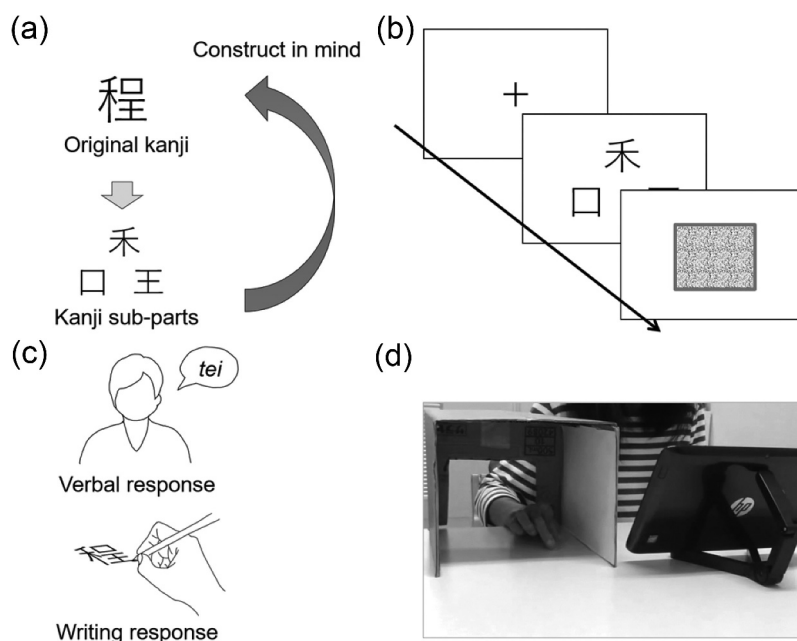 (a)
Construct in mind
程
Original kanji
禾
口 王
Kanji sub-parts
(b)
+
禾
口
(c)
tei
Verbal response
程
Writing response
(d)
hp